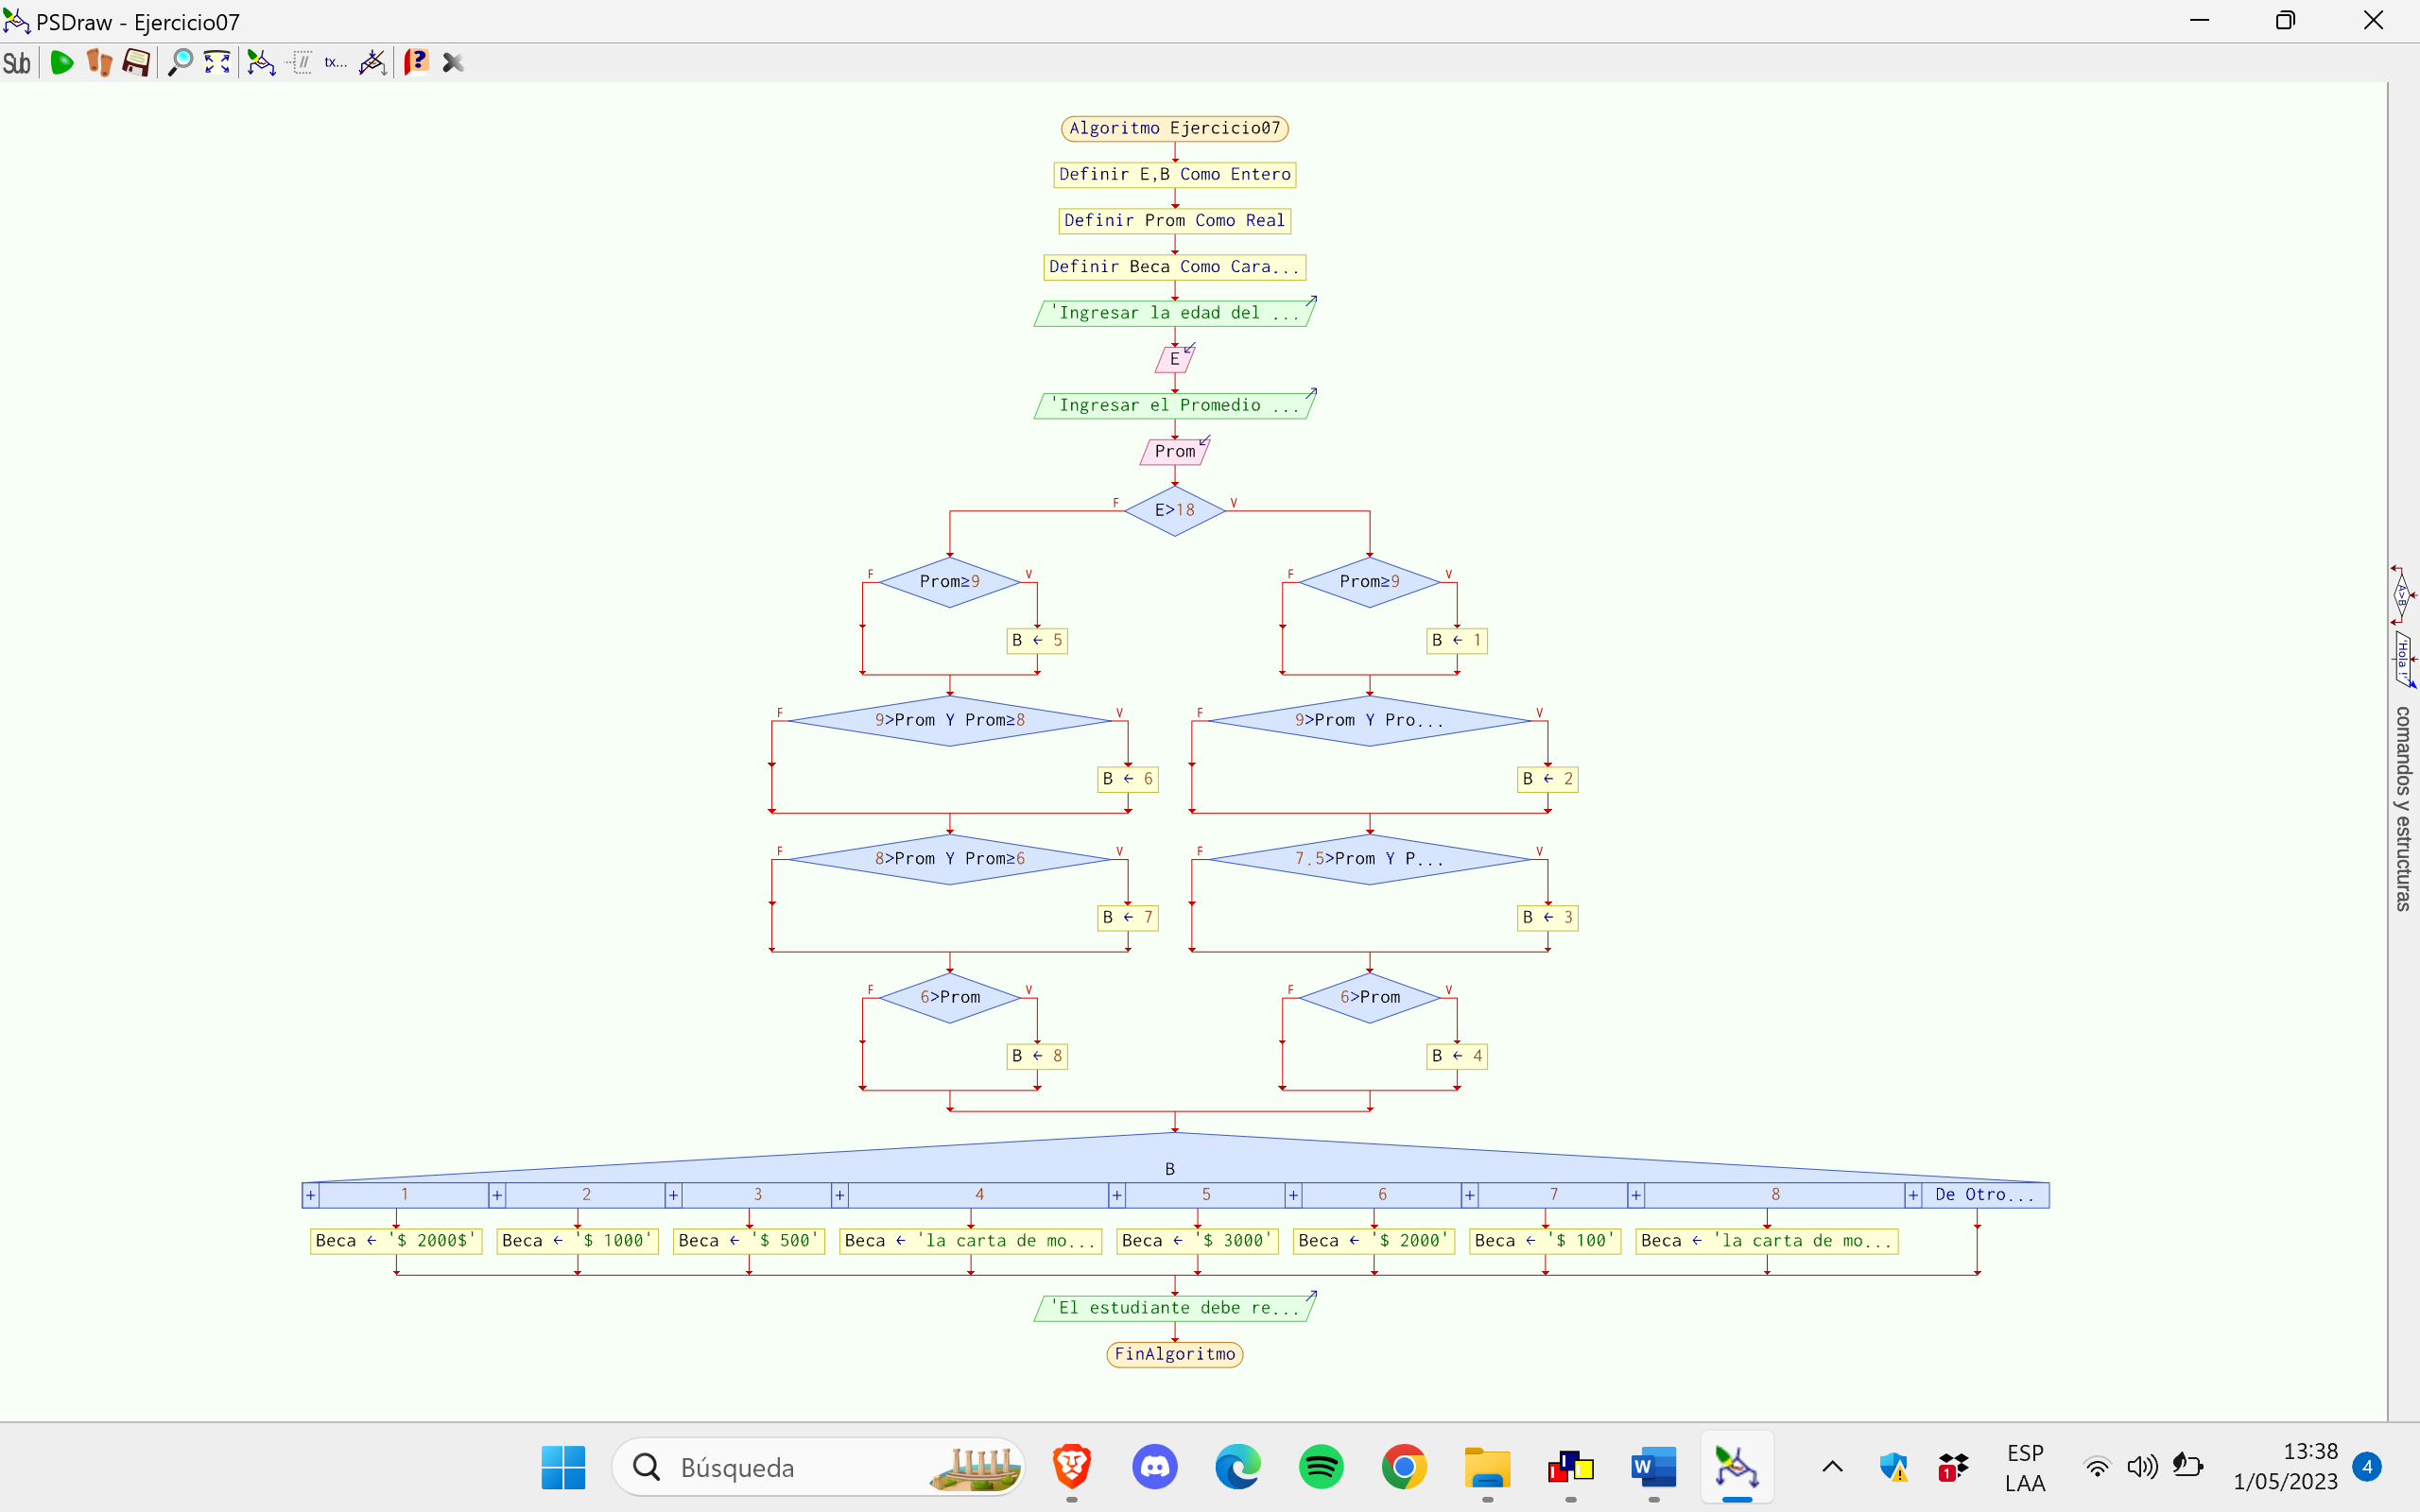 PSDraw - Ejercicio07
Sub
tx...
Algoritmo Ejercicio07
Definir E,B Como Entero
Definir Prom Como Real
Definir Beca Como Cara...
'Ingresar la edad del ...
E
'Ingresar el Promedio ...
Prom
F E>18 V
F Prom≥9 V
F Prom≥9 V
B ← 5
B ← 1
F 9>Prom Y Prom≥8 V
F 9>Prom Y Pro... V
B ← 6
B ← 2
F 8>Prom Y Prom≥6 V
F 7.5>Prom Y P... V
B ← 7
B ← 3
F 6>Prom V
F 6>Prom V
B ← 8
B ← 4
B
+ 1 + 2 + 3 + 4 + 5 + 6 + 7 + 8 + De Otro...
Beca ← '$ 2000$' Beca ← '$ 1000' Beca ← '$ 500' Beca ← 'la carta de mo... Beca ← '$ 3000' Beca ← '$ 2000' Beca ← '$ 100' Beca ← 'la carta de mo...
'El estudiante debe re...
FinAlgoritmo
A>B
'Hola !'
comandos y estructuras
Búsqueda
W
1
ESP
LAA
13:38
1/05/2023
4